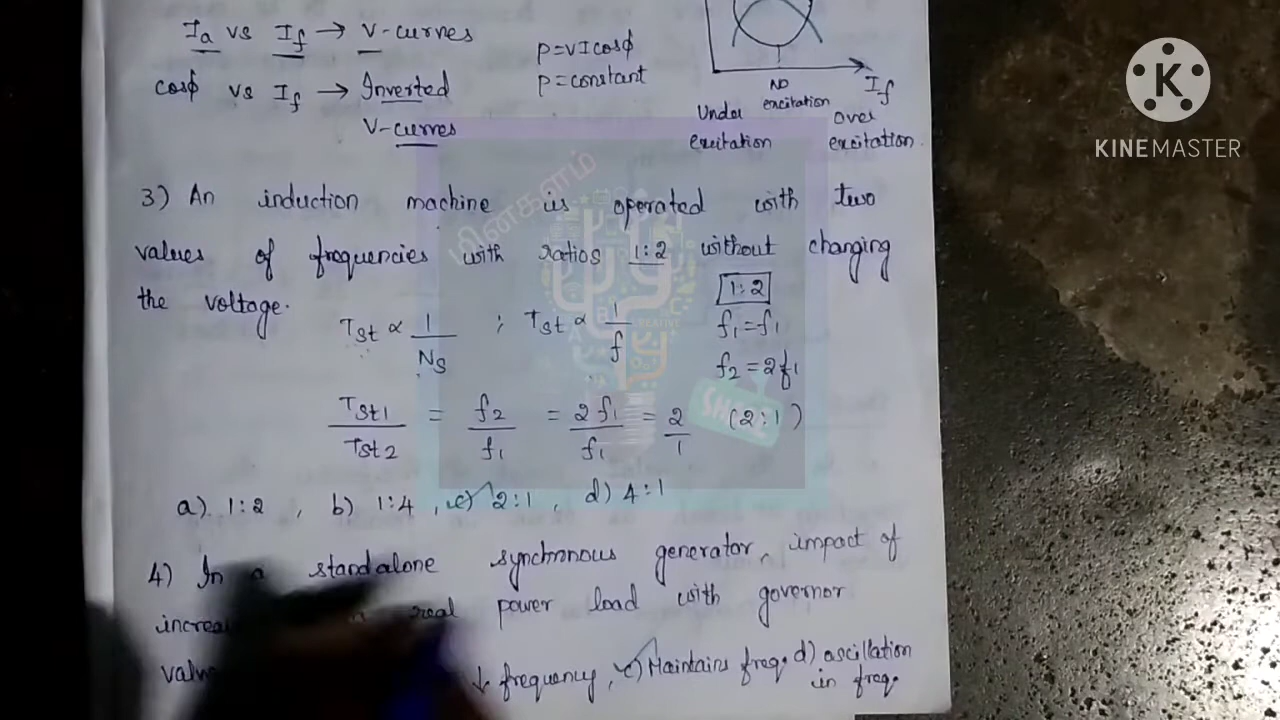 Ia vs If → V-curves
cosϕ vs If → Inverted
V-curves
p=VIcosϕ
p=constant
If
NO
excitation
Under
excitation
over
excitation
K
KINEMASTER
3) An induction machine is operated with two
values of frequencies with ratios 1:2 without changing
the voltage.
Tst ∝ 1/Ns ; Tst ∝ 1/f
1:2
f1=f1
f2=2f1
Tst1/Tst2 = f2/f1 = 2f1/f1 = 2/1 (2:1)
மின்களம்
SHARE
a) 1:2 , b) 1:4 , c) 2:1 , d) 4:1
4) In a standalone synchronous generator, impact of
real power load with governor
frequency, c) Maintains freq. d) oscillation
in freq.